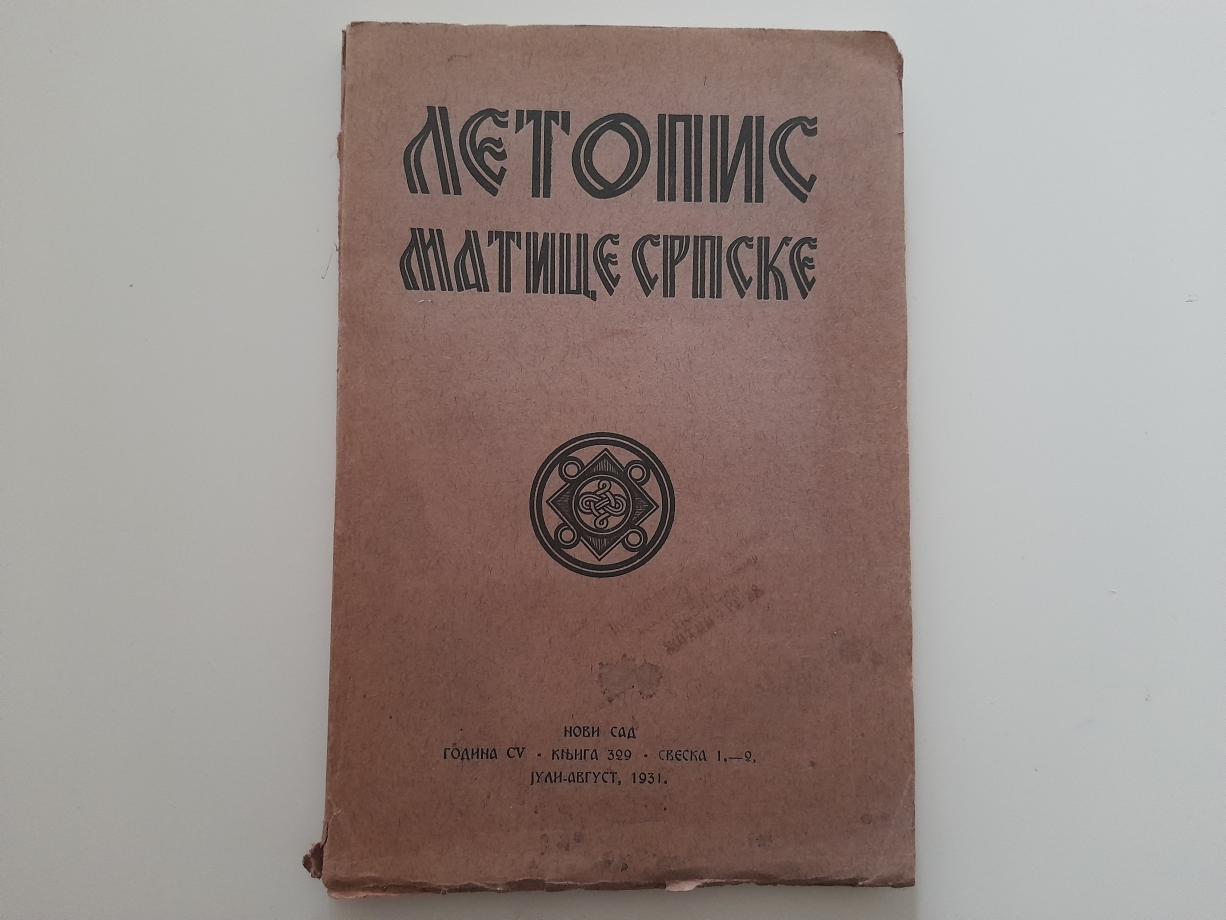 ЛЕТОПИС
МАТИЦЕ СРПСКЕ
НОВИ САД
ГОДИНА CV • КЊИГА 329 • СВЕСКА 1.—2.
ЈУЛИ-АВГУСТ, 1931.